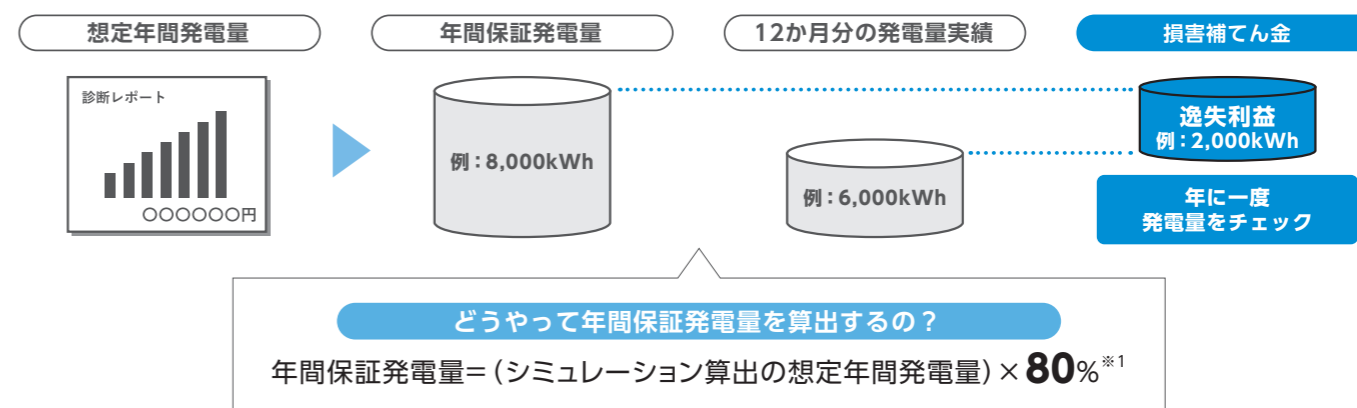 想定年間発電量
年間保証発電量
12か月分の発電量実績
損害補てん金
診断レポート
〇〇〇〇〇〇円
例：8,000kWh
例：6,000kWh
逸失利益
例：2,000kWh
年に一度
発電量をチェック
どうやって年間保証発電量を算出するの？
年間保証発電量＝（シミュレーション算出の想定年間発電量）×80%※1